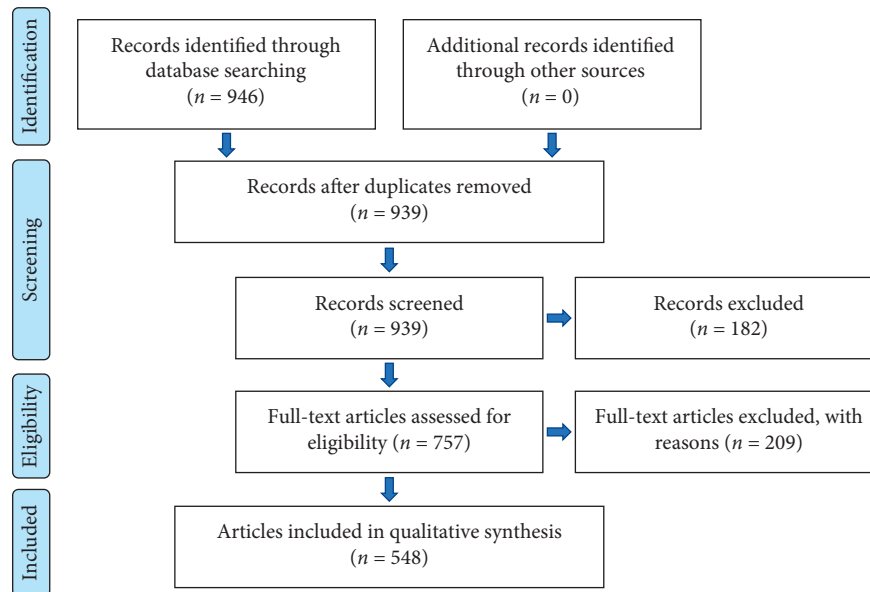 Identification
Records identified through
database searching
(n = 946)
Additional records identified
through other sources
(n = 0)
Screening
Records after duplicates removed
(n = 939)
Records screened
(n = 939)
Records excluded
(n = 182)
Eligibility
Full-text articles assessed for
eligibility (n = 757)
Full-text articles excluded, with
reasons (n = 209)
Included
Articles included in qualitative synthesis
(n = 548)